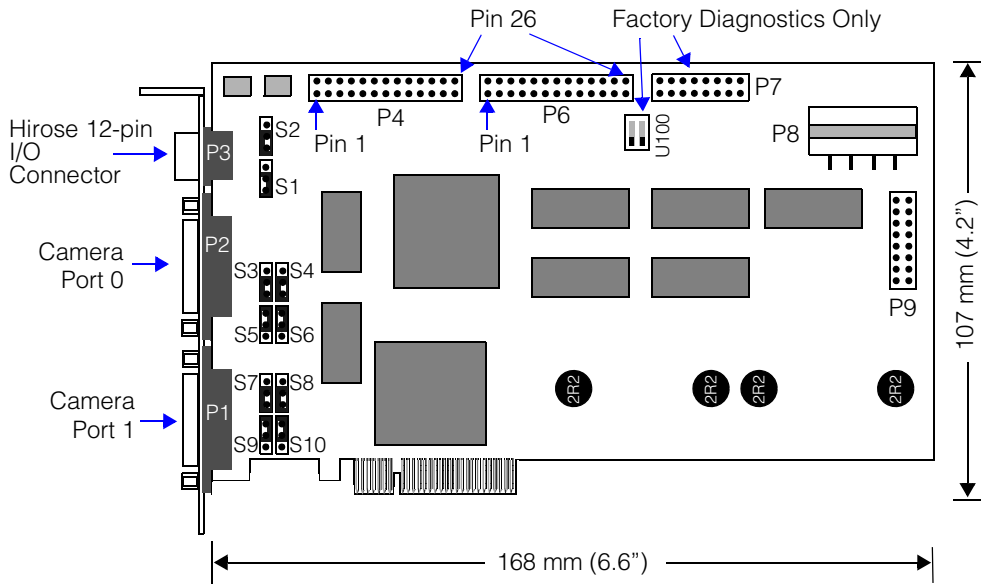 Pin 26
Factory Diagnostics Only
P4
P6
P7
Pin 1
Pin 1
U100
P8
Hirose 12-pin
I/O
Connector
P3
S2
S1
Camera
Port 0
P2
S3
S4
S5
S6
P9
Camera
Port 1
P1
S7
S8
S9
S10
2R2
2R2
2R2
2R2
107 mm (4.2")
168 mm (6.6")